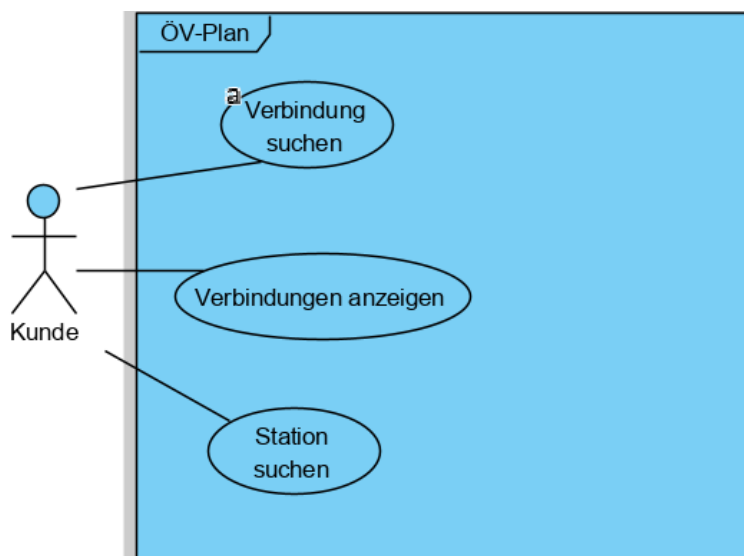 ÖV-Plan
a
Verbindung
suchen
Verbindungen anzeigen
Kunde
Station
suchen